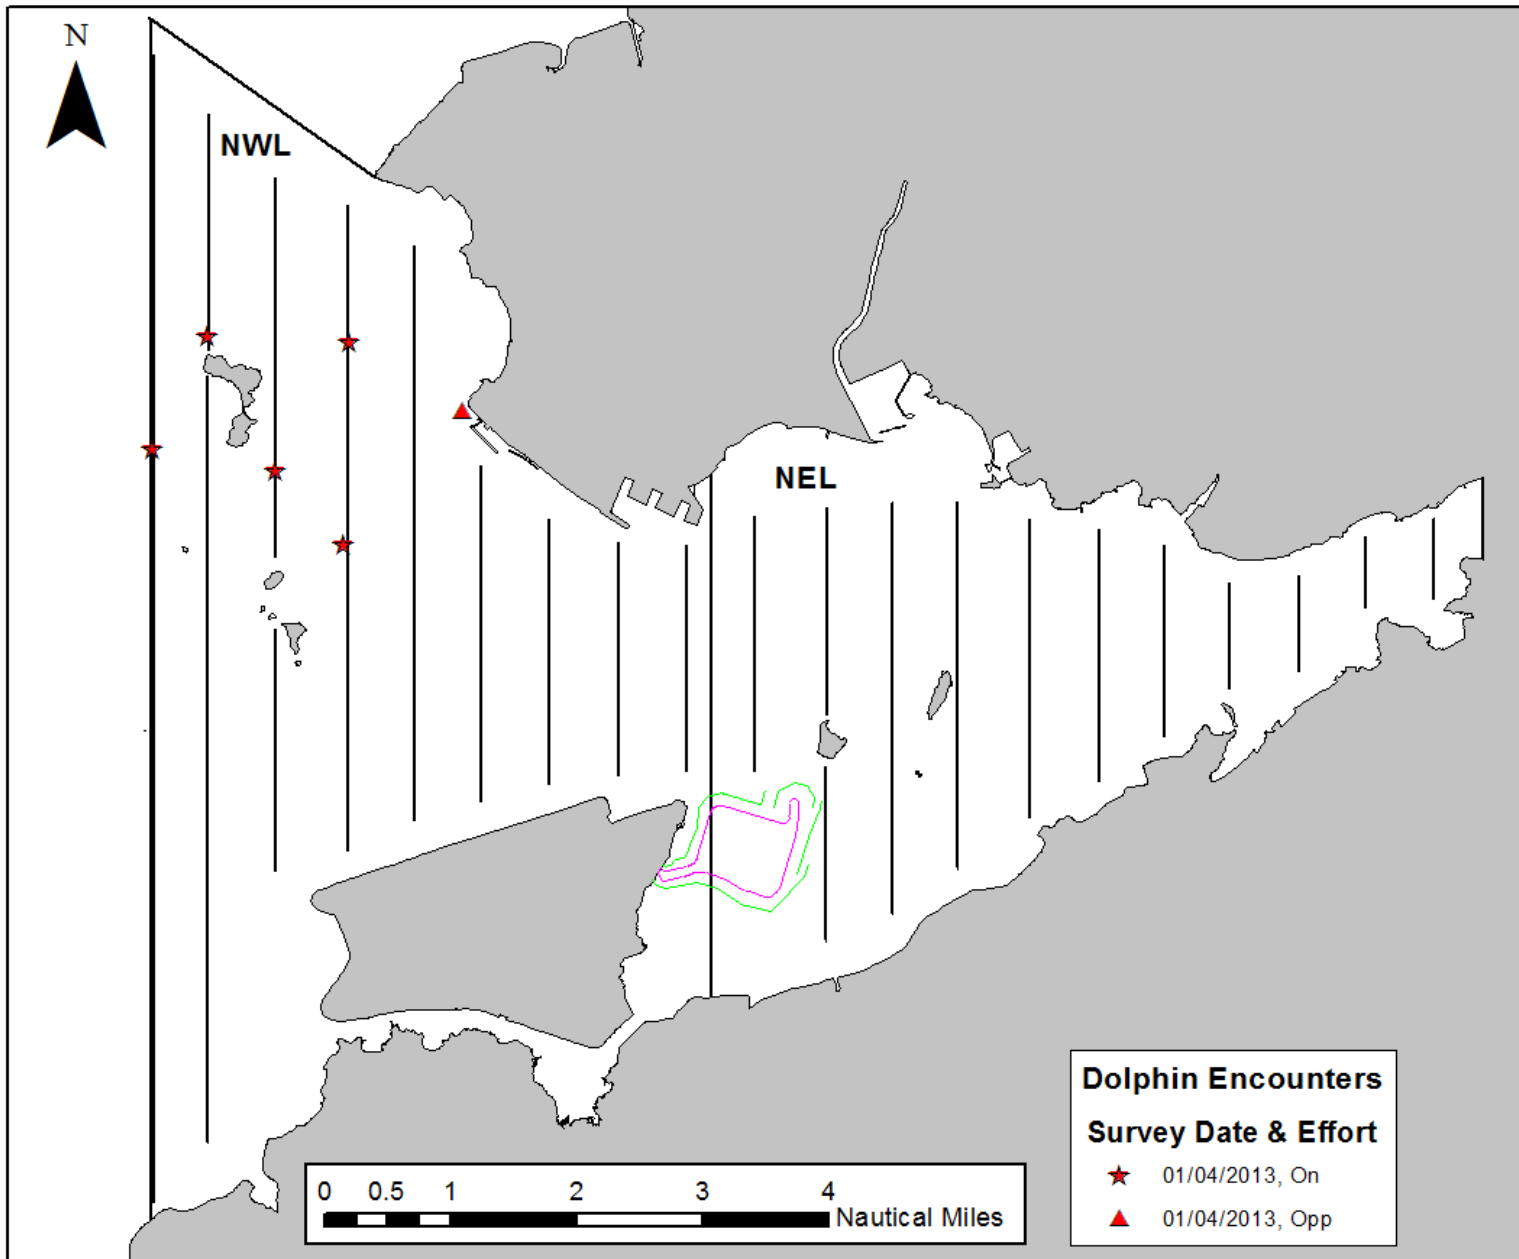 N
NWL
NEL
Dolphin Encounters
Survey Date & Effort
01/04/2013, On
01/04/2013, Opp
0 0.5 1 2 3 4
Nautical Miles